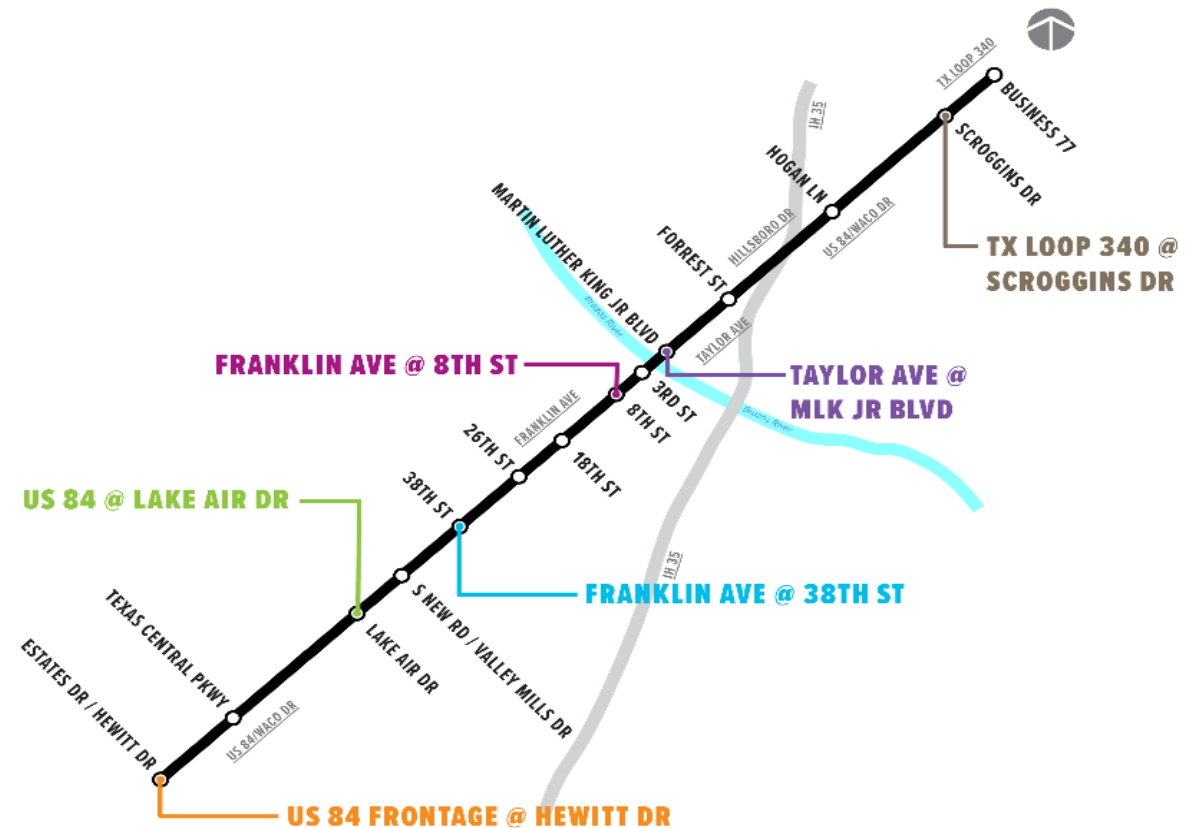 TX LOOP 340
BUSINESS 77
IH 35
SCROGGINS DR
HOGAN LN
MARTIN LUTHER KING JR BLVD
HILLSBORO DR
US 84/WACO DR
FORREST ST
TX LOOP 340 @
SCROGGINS DR
Brazos River
TAYLOR AVE
FRANKLIN AVE @ 8TH ST
TAYLOR AVE @
MLK JR BLVD
3RD ST
8TH ST
FRANKLIN AVE
Brazos River
26TH ST
18TH ST
38TH ST
US 84 @ LAKE AIR DR
IH 35
FRANKLIN AVE @ 38TH ST
S NEW RD / VALLEY MILLS DR
TEXAS CENTRAL PKWY
LAKE AIR DR
ESTATES DR / HEWITT DR
US 84/WACO DR
US 84 FRONTAGE @ HEWITT DR